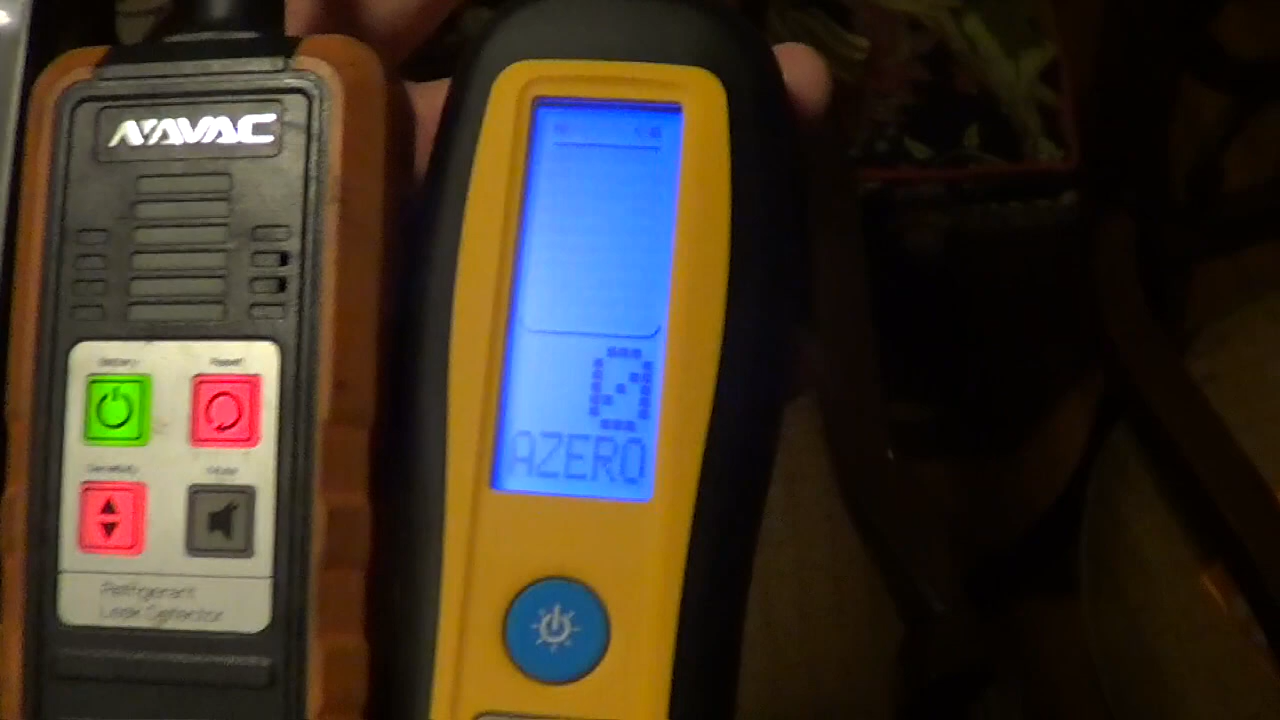 NAVAC
Battery
Reset
Sensitivity
Mute
Refrigerant
Leak Detector
0
AZERO